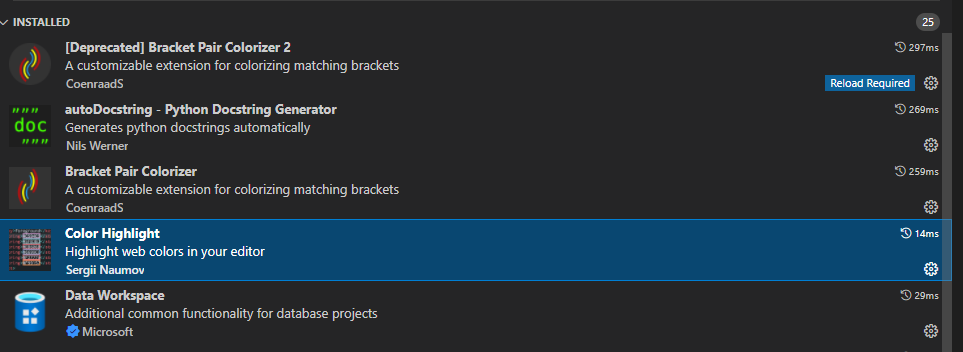 INSTALLED 25
[Deprecated] Bracket Pair Colorizer 2 297ms
A customizable extension for colorizing matching brackets
CoenraadS Reload Required
""" doc """
autoDocstring - Python Docstring Generator 269ms
Generates python docstrings automatically
Nils Werner
Bracket Pair Colorizer 259ms
A customizable extension for colorizing matching brackets
CoenraadS
Color Highlight 14ms
Highlight web colors in your editor
Sergii Naumov
Data Workspace 29ms
Additional common functionality for database projects
Microsoft